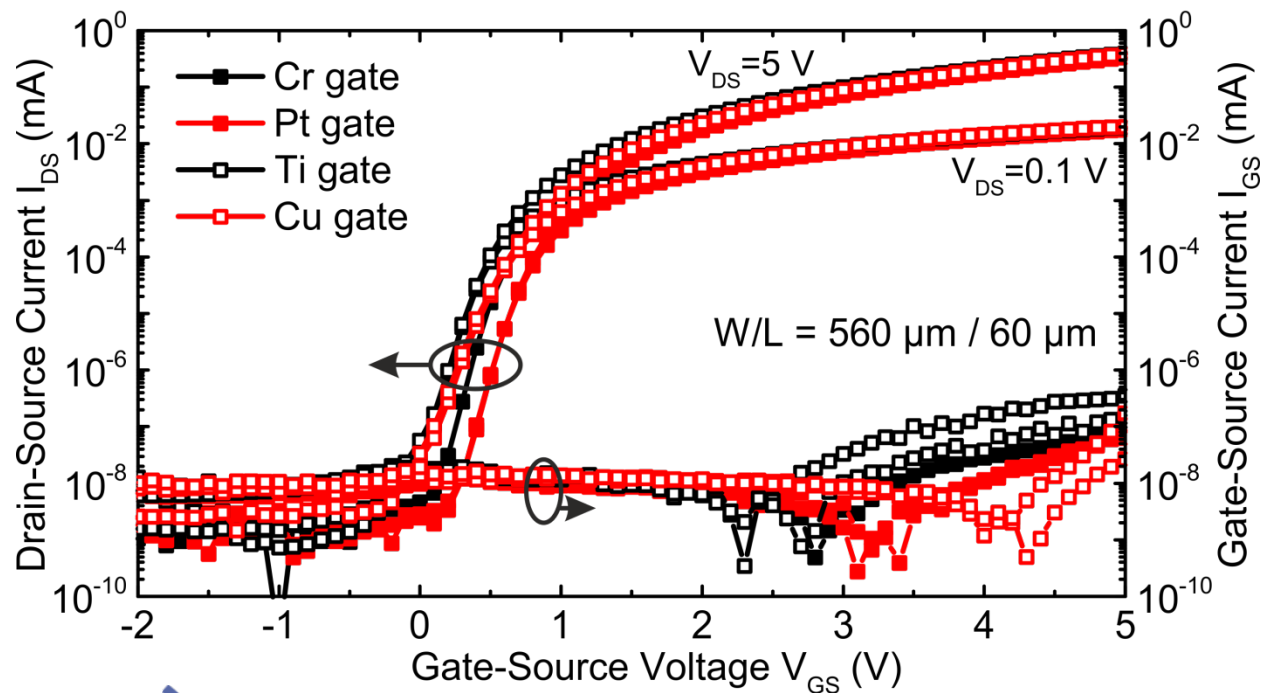 Drain-Source Current I_DS (mA)
10^0
10^-2
10^-4
10^-6
10^-8
10^-10
Cr gate
Pt gate
Ti gate
Cu gate
V_DS=5 V
V_DS=0.1 V
W/L = 560 µm / 60 µm
10^0
10^-2
10^-4
10^-6
10^-8
10^-10
Gate-Source Current I_GS (mA)
-2 -1 0 1 2 3 4 5
Gate-Source Voltage V_GS (V)